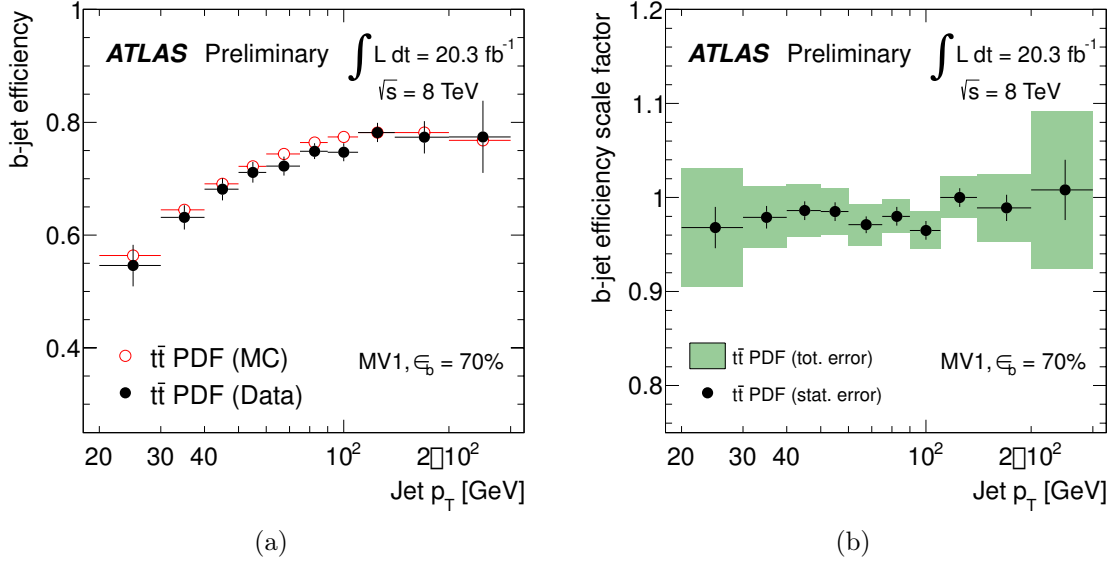 b-jet efficiency
1
0.8
0.6
0.4
ATLAS Preliminary ∫ L dt = 20.3 fb-1
√s = 8 TeV
tt̄ PDF (MC)
tt̄ PDF (Data)
MV1, ∈b = 70%
20 30 40 10² 2□10²
Jet pT [GeV]
(a)
b-jet efficiency scale factor
1.2
1.1
1
0.9
0.8
ATLAS Preliminary ∫ L dt = 20.3 fb-1
√s = 8 TeV
tt̄ PDF (tot. error)
tt̄ PDF (stat. error)
MV1, ∈b = 70%
20 30 40 10² 2□10²
Jet pT [GeV]
(b)